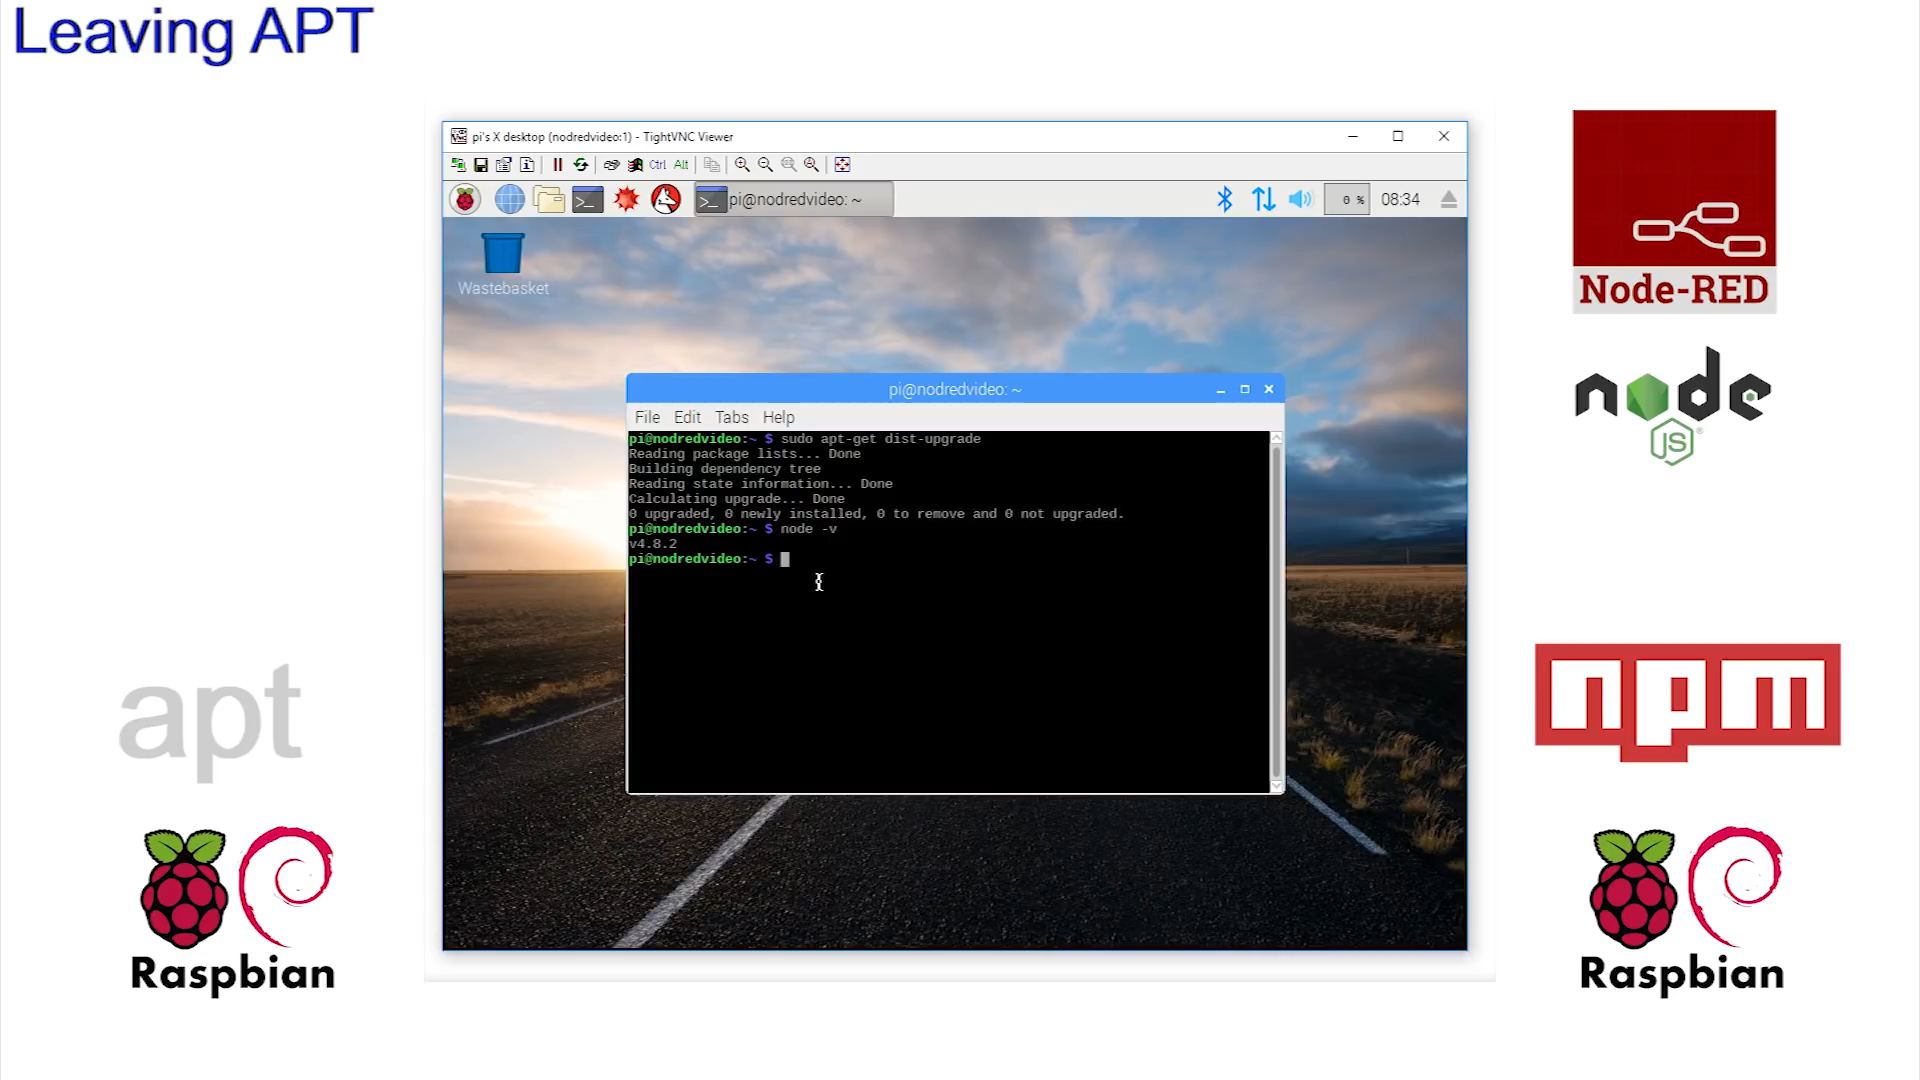 Leaving APT
pi's X desktop (nodredvideo:1) - TightVNC Viewer
Ctrl Alt
pi@nodredvideo: ~
0 %
08:34
Wastebasket
pi@nodredvideo: ~
File Edit Tabs Help
pi@nodredvideo:~ $ sudo apt-get dist-upgrade
Reading package lists... Done
Building dependency tree
Reading state information... Done
Calculating upgrade... Done
0 upgraded, 0 newly installed, 0 to remove and 0 not upgraded.
pi@nodredvideo:~ $ node -v
v4.8.2
pi@nodredvideo:~ $
Node-RED
node
JS
®
apt
npm
Raspbian
Raspbian